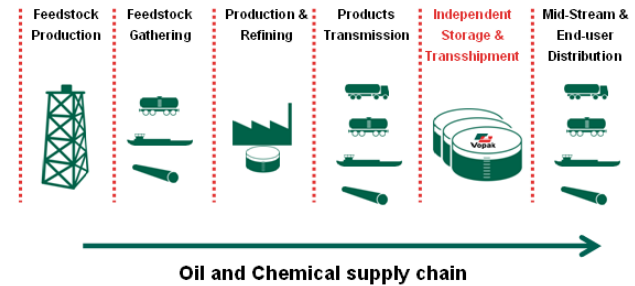 Feedstock
Production
Feedstock
Gathering
Production &
Refining
Products
Transmission
Independent
Storage &
Transshipment
Mid-Stream &
End-user
Distribution
Vopak
Oil and Chemical supply chain